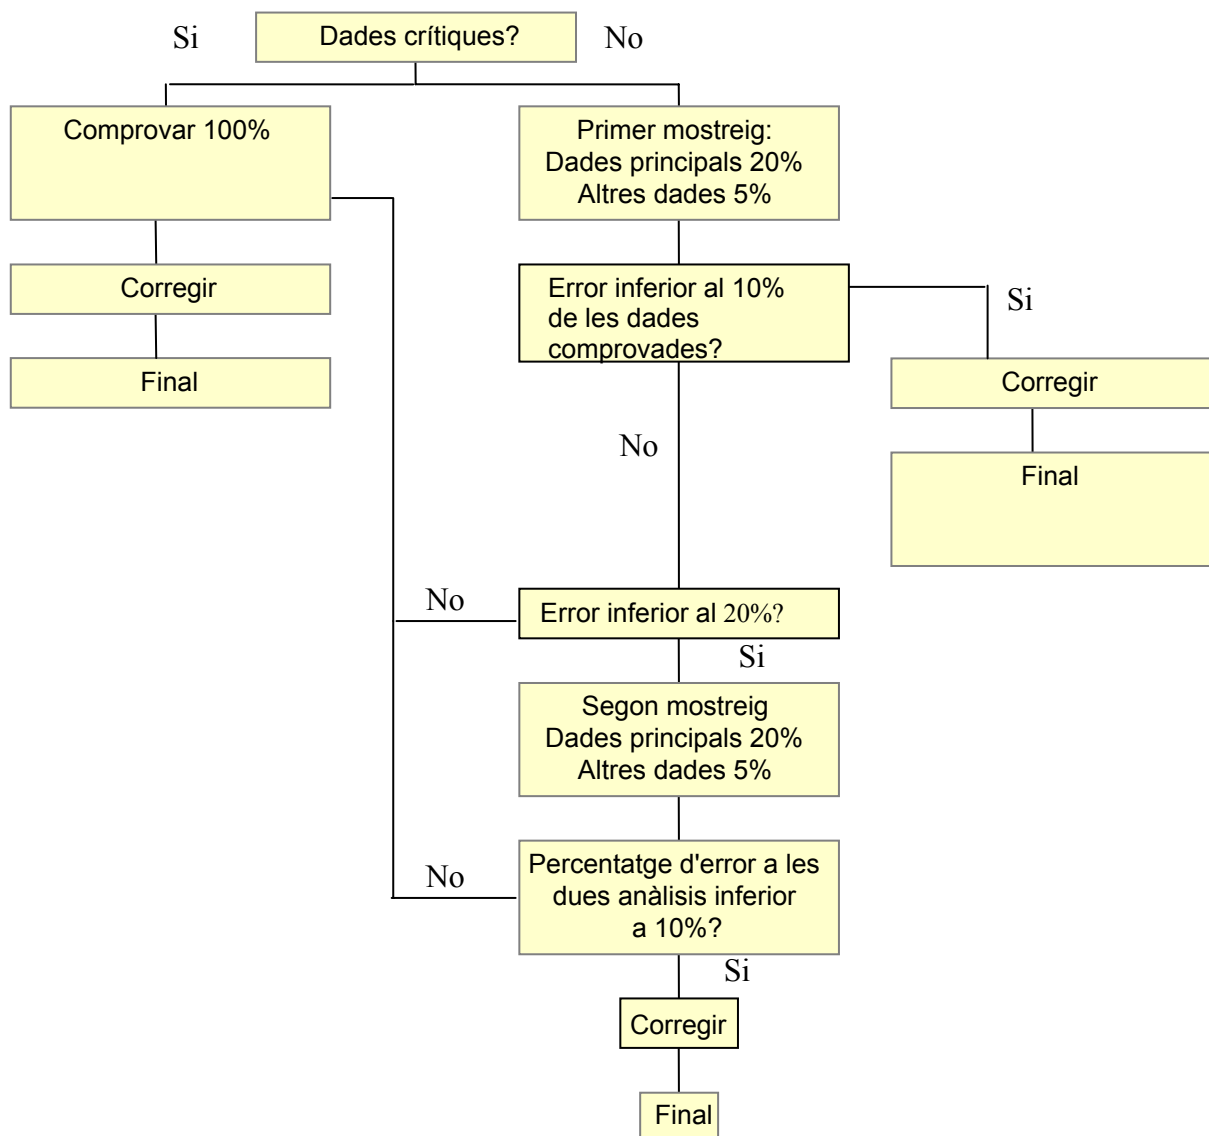 Si
Dades crítiques?
No
Comprovar 100%
Primer mostreig:
Dades principals 20%
Altres dades 5%
Corregir
Error inferior al 10%
de les dades
comprovades?
Si
Final
Corregir
No
Final
No
Error inferior al 20%?
Si
Segon mostreig
Dades principals 20%
Altres dades 5%
No
Percentatge d'error a les
dues anàlisis inferior
a 10%?
Si
Corregir
Final